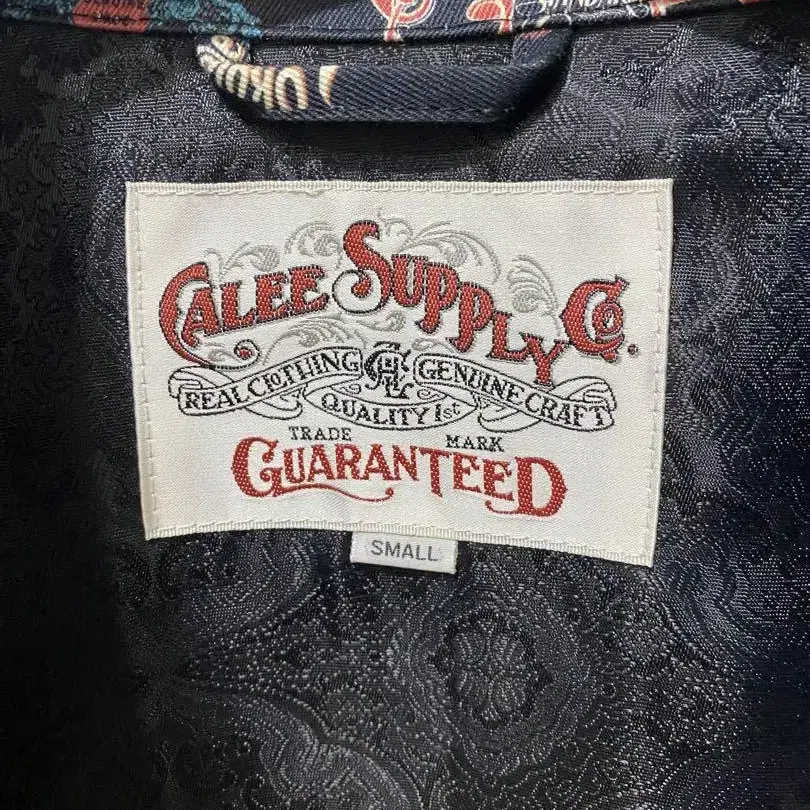 CALEE SUPPLY Co.
REAL CLOTHING CAL GENUINE CRAFT
QUALITY 1st
TRADE MARK
GUARANTEED
SMALL